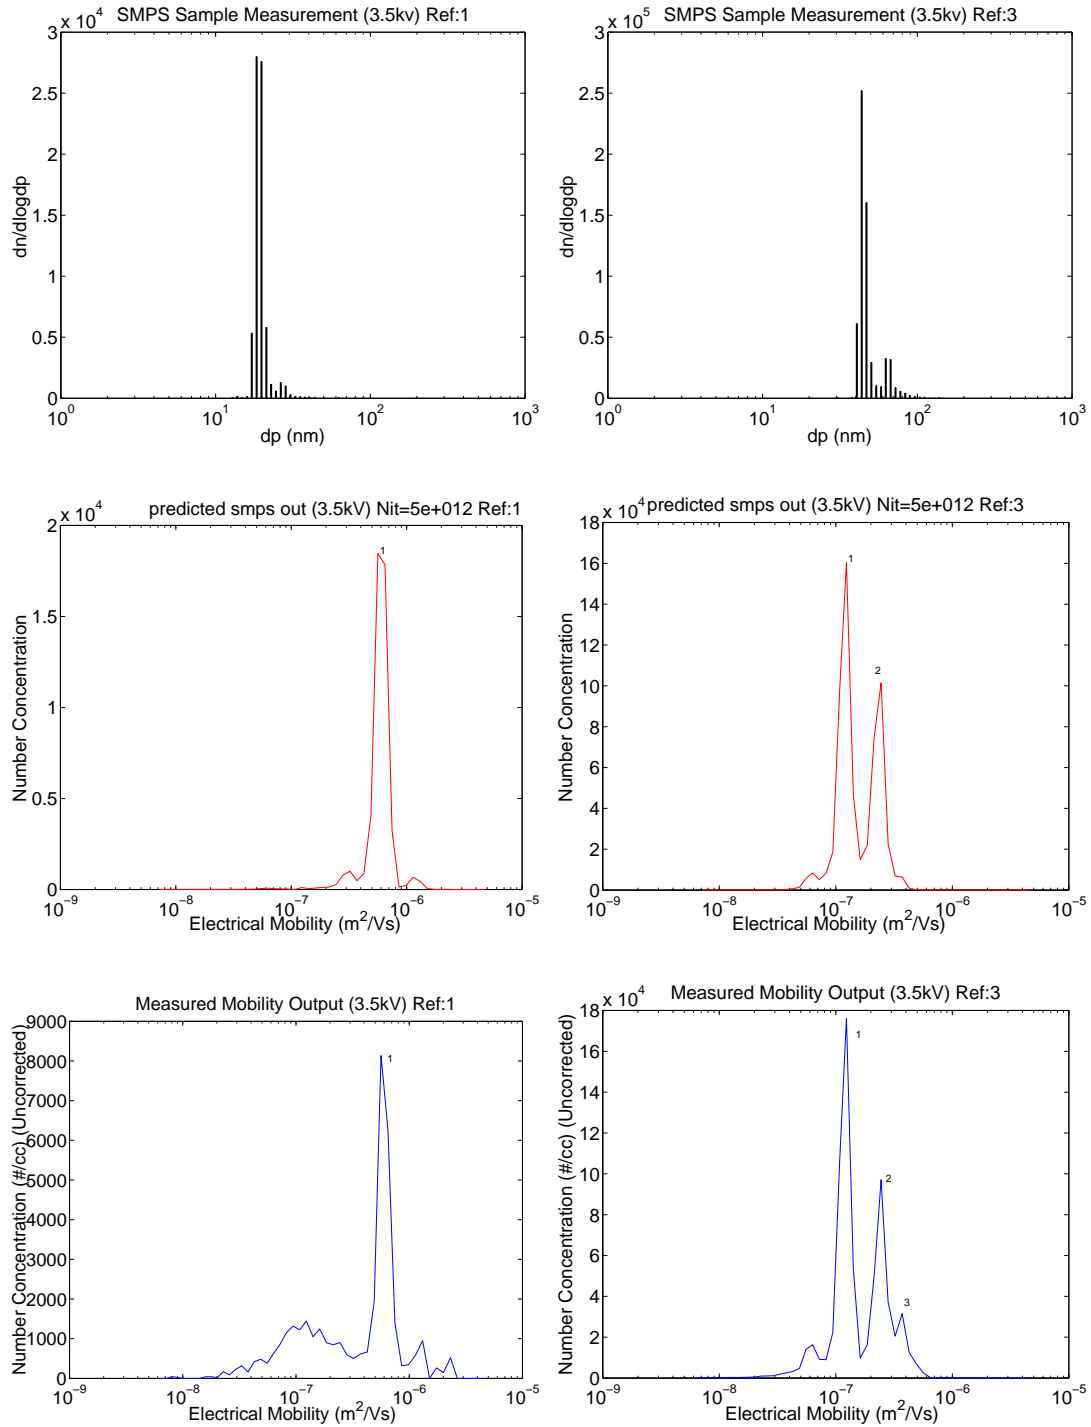 SMPS Sample Measurement (3.5kv) Ref:1
x 10^4
3
2.5
2
1.5
1
0.5
0
dn/dlogdp
10^0 10^1 10^2 10^3
dp (nm)
SMPS Sample Measurement (3.5kv) Ref:3
x 10^5
3
2.5
2
1.5
1
0.5
0
dn/dlogdp
10^0 10^1 10^2 10^3
dp (nm)
predicted smps out (3.5kV) Nit=5e+012 Ref:1
x 10^4
2
1.5
1
0.5
0
Number Concentration
1
10^-9 10^-8 10^-7 10^-6 10^-5
Electrical Mobility (m^2/Vs)
predicted smps out (3.5kV) Nit=5e+012 Ref:3
x 10^4
18
16
14
12
10
8
6
4
2
0
Number Concentration
1
2
10^-9 10^-8 10^-7 10^-6 10^-5
Electrical Mobility (m^2/Vs)
Measured Mobility Output (3.5kV) Ref:1
9000
8000
7000
6000
5000
4000
3000
2000
1000
0
Number Concentration (#/cc) (Uncorrected)
1
10^-9 10^-8 10^-7 10^-6 10^-5
Electrical Mobility (m^2/Vs)
Measured Mobility Output (3.5kV) Ref:3
x 10^4
18
16
14
12
10
8
6
4
2
0
Number Concentration (#/cc) (Uncorrected)
1
2
3
10^-9 10^-8 10^-7 10^-6 10^-5
Electrical Mobility (m^2/Vs)